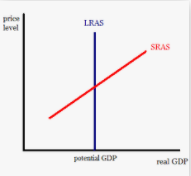 price
level
LRAS
SRAS
potential GDP
real GDP